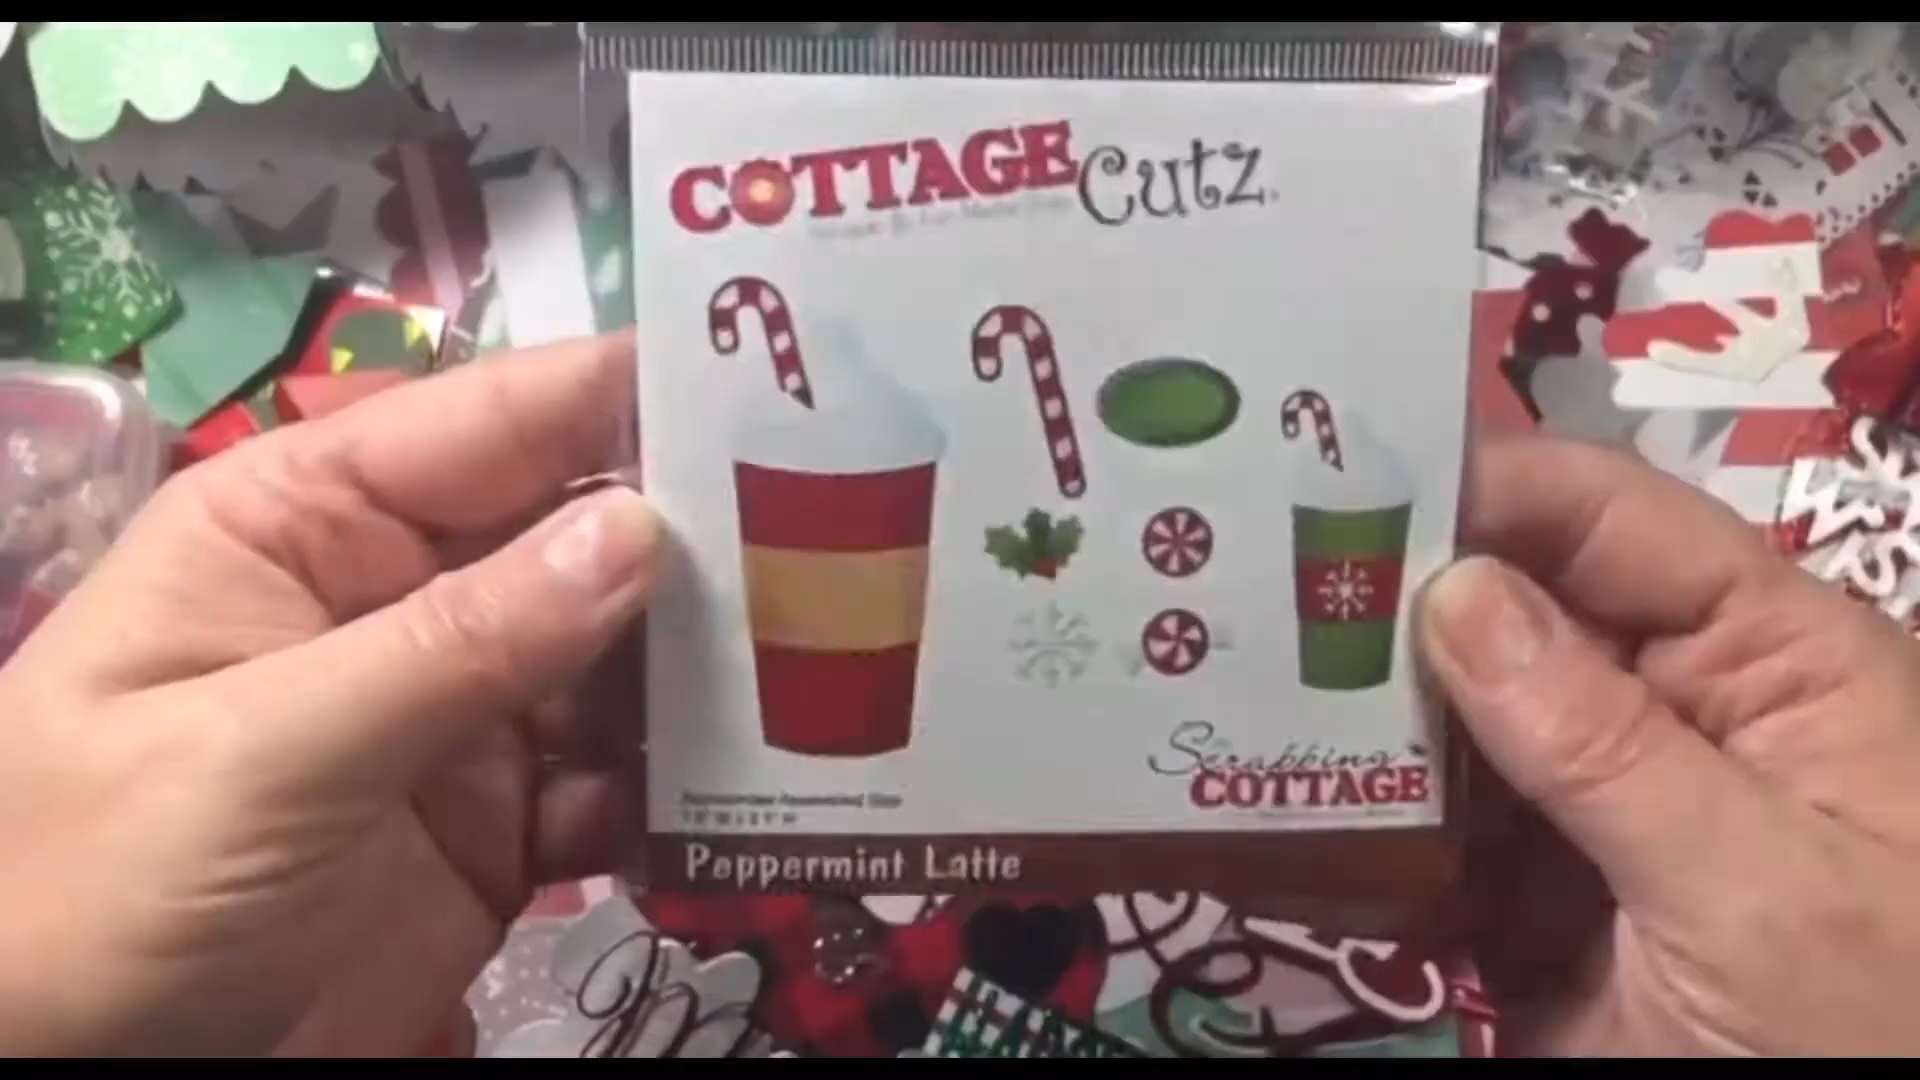 COTTAGE Cutz
Scrapping
COTTAGE
Peppermint Latte